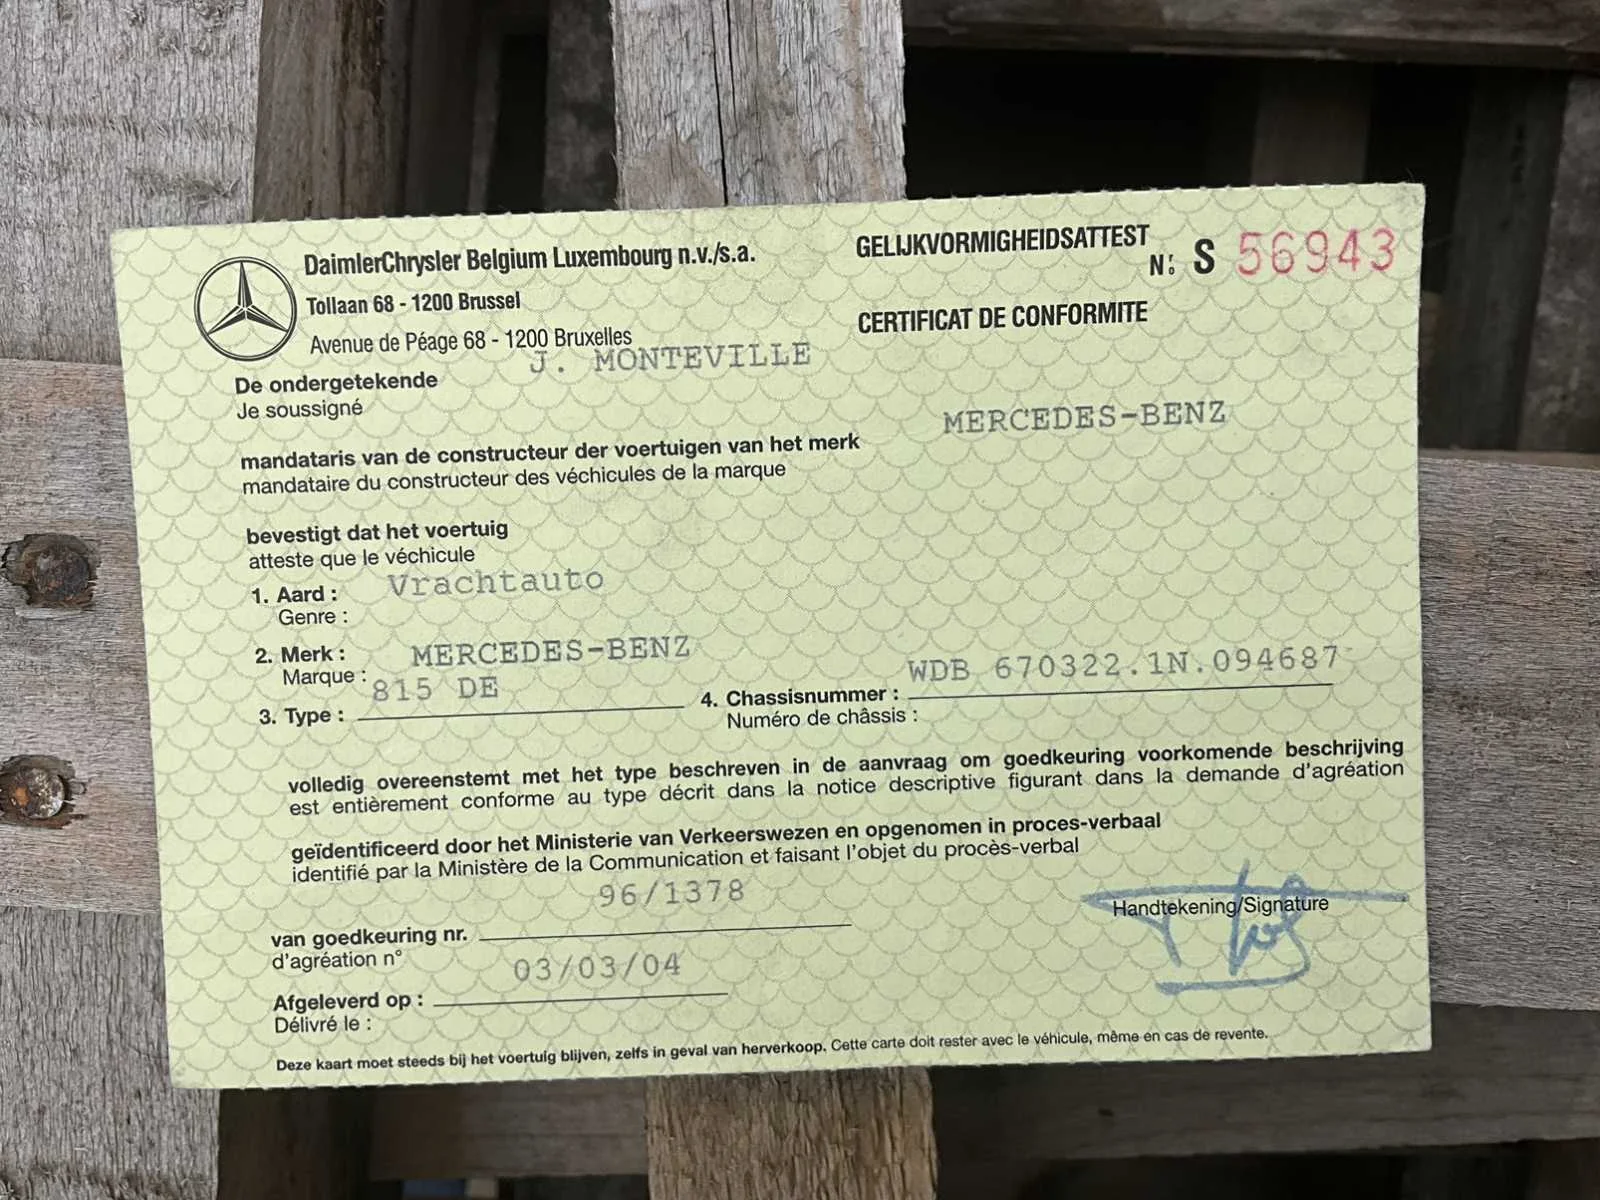 DaimlerChrysler Belgium Luxembourg n.v./s.a.
Tollaan 68 - 1200 Brussel
Avenue de Péage 68 - 1200 Bruxelles
GELIJKVORMIGHEIDSATTEST
Nr: S 56943
CERTIFICAT DE CONFORMITE
J. MONTEVILLE
De ondergetekende
Je soussigné
MERCEDES-BENZ
mandataris van de constructeur der voertuigen van het merk
mandataire du constructeur des véchicules de la marque
bevestigt dat het voertuig
atteste que le véchicule
1. Aard : Vrachtauto
Genre :
2. Merk : MERCEDES-BENZ
Marque :
3. Type : 815 DE
4. Chassisnummer : WDB 670322.1N.094687
Numéro de châssis :
volledig overeenstemt met het type beschreven in de aanvraag om goedkeuring voorkomende beschrijving
est entièrement conforme au type décrit dans la notice descriptive figurant dans la demande d'agréation
geïdentificeerd door het Ministerie van Verkeerswezen en opgenomen in proces-verbaal
identifié par la Ministère de la Communication et faisant l'objet du procès-verbal
96/1378
van goedkeuring nr.
d'agréation n°
Handtekening/Signature
03/03/04
Afgeleverd op :
Délivré le :
Deze kaart moet steeds bij het voertuig blijven, zelfs in geval van herverkoop. Cette carte doit rester avec le véhicule, même en cas de revente.